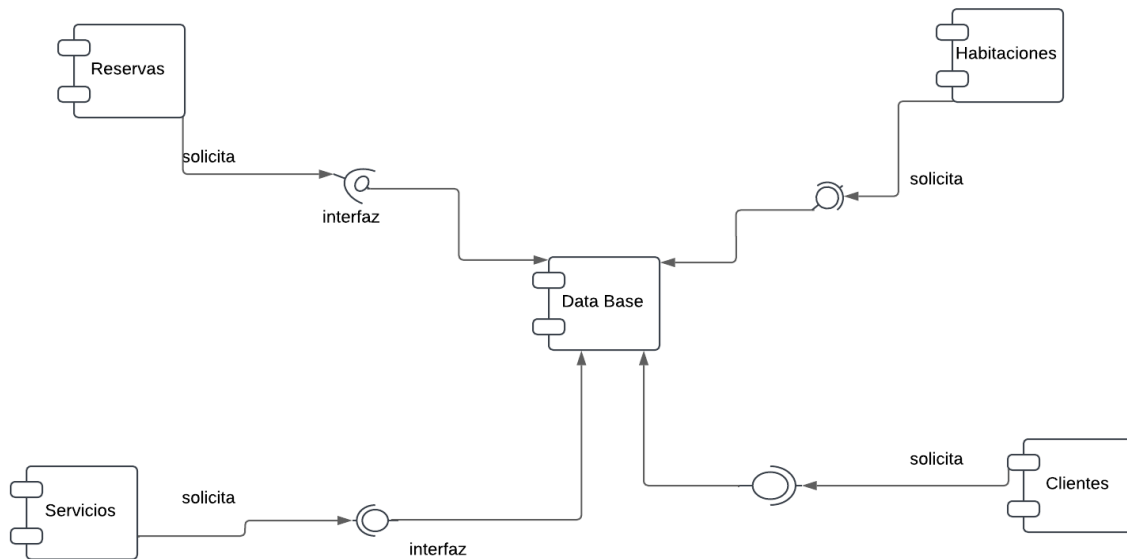 Habitaciones
Reservas
solicita
solicita
interfaz
Data Base
solicita
Clientes
solicita
Servicios
interfaz